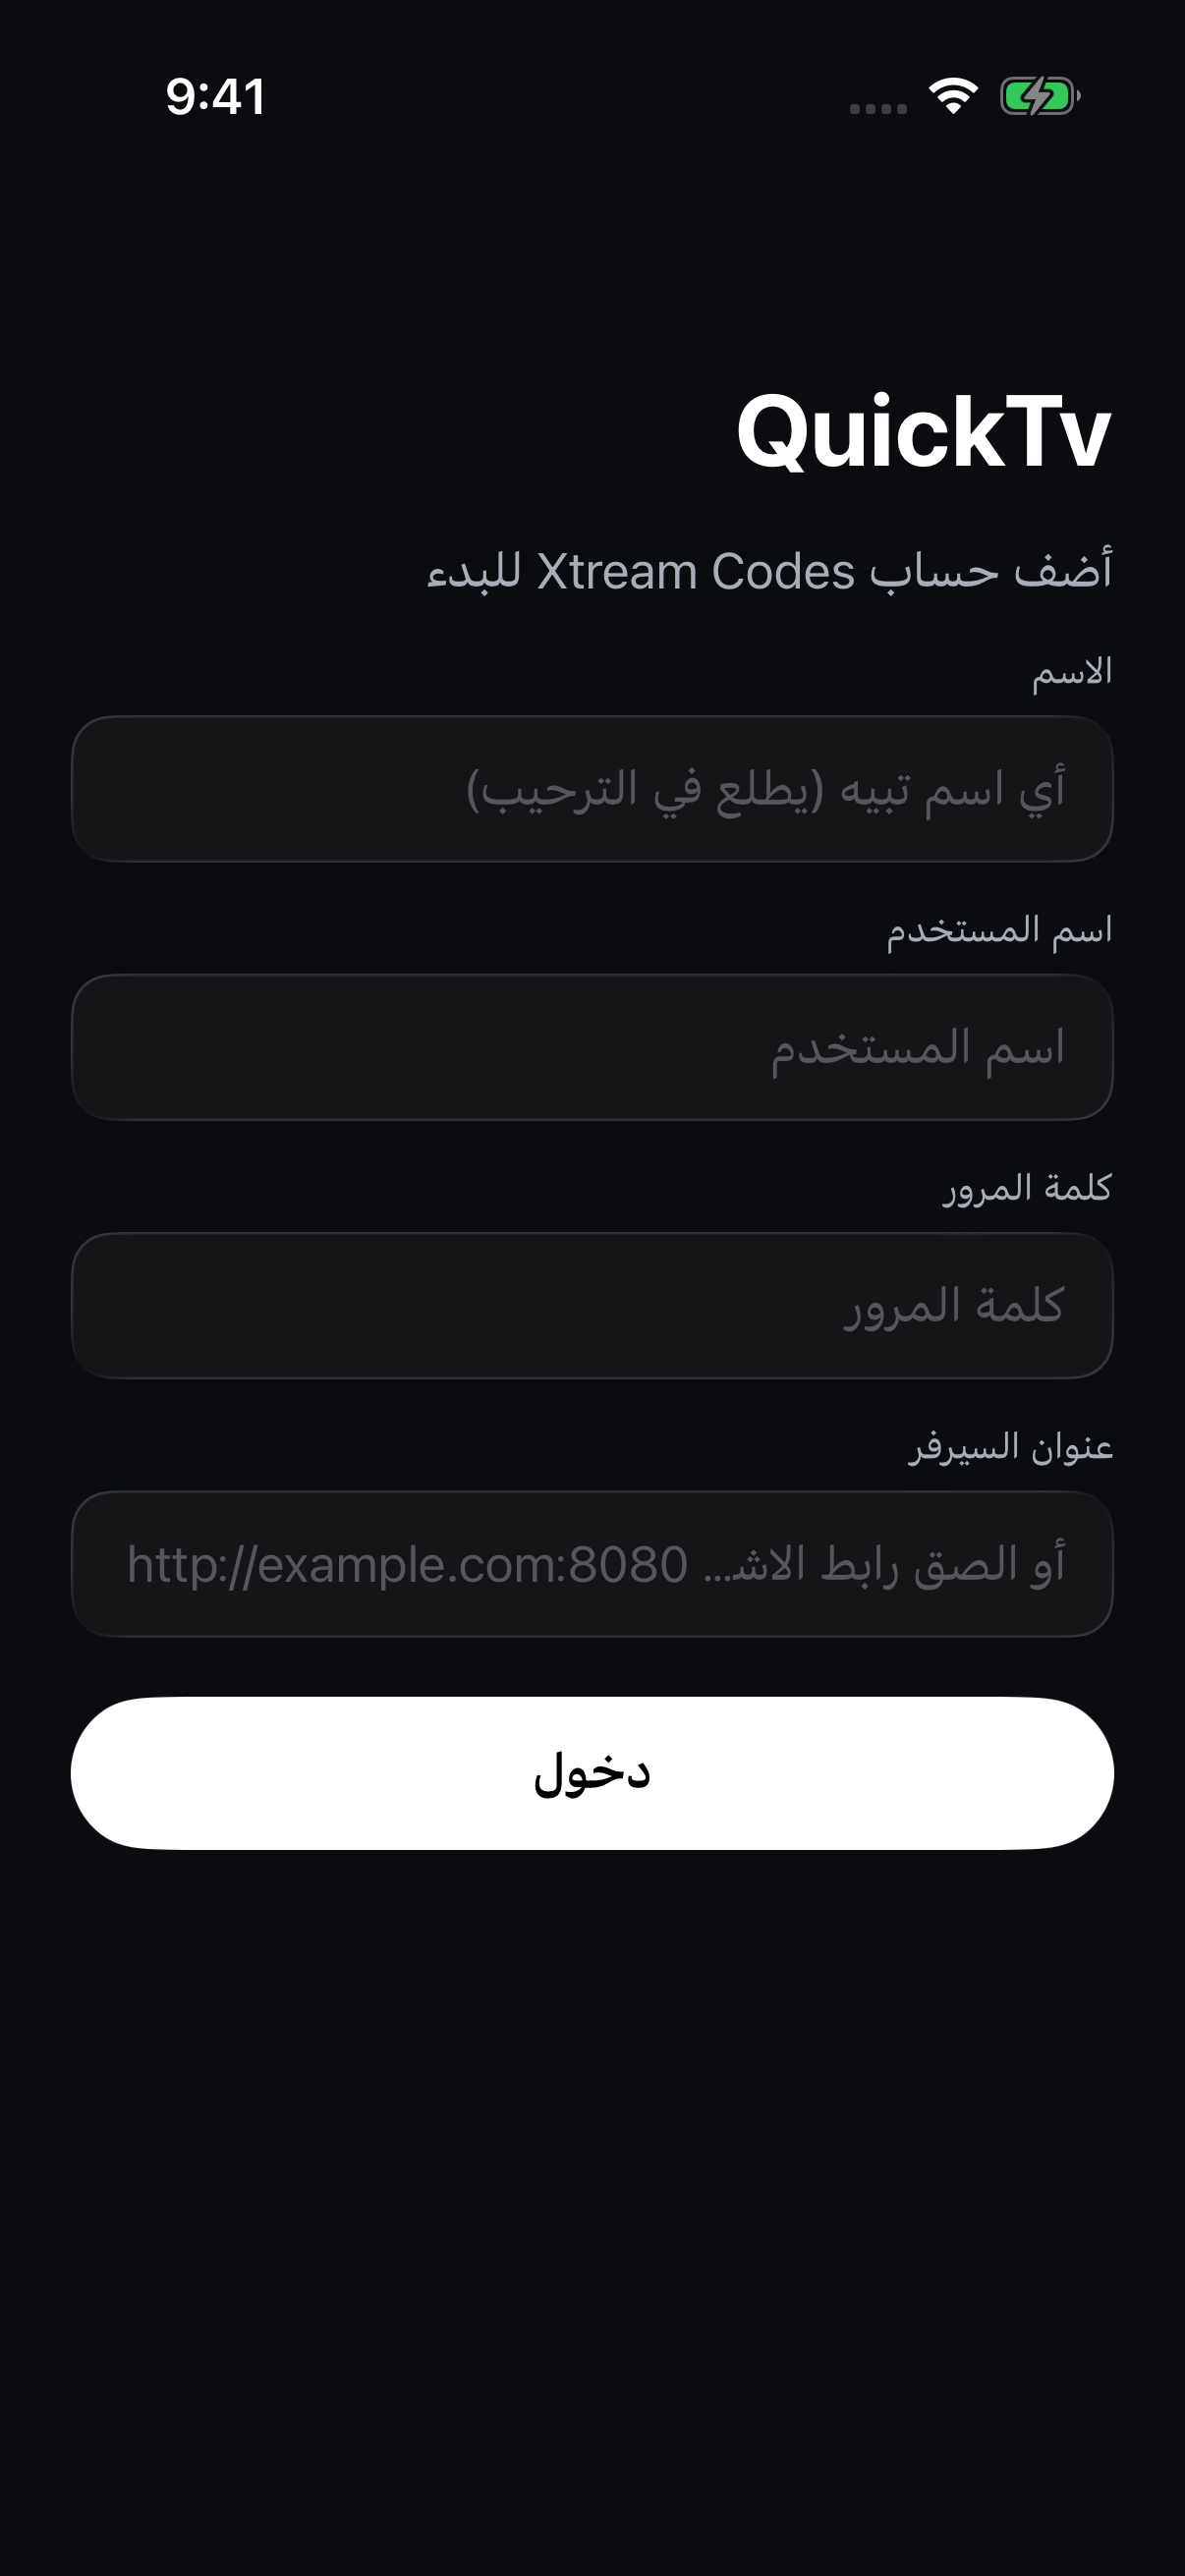 9:41
QuickTv
أضف حساب Xtream Codes للبدء
الاسم
أي اسم تبيه (يطلع في الترحيب)
اسم المستخدم
اسم المستخدم
كلمة المرور
كلمة المرور
عنوان السيرفر
http://example.com:8080 أو الصق رابط الاشـ...
دخول